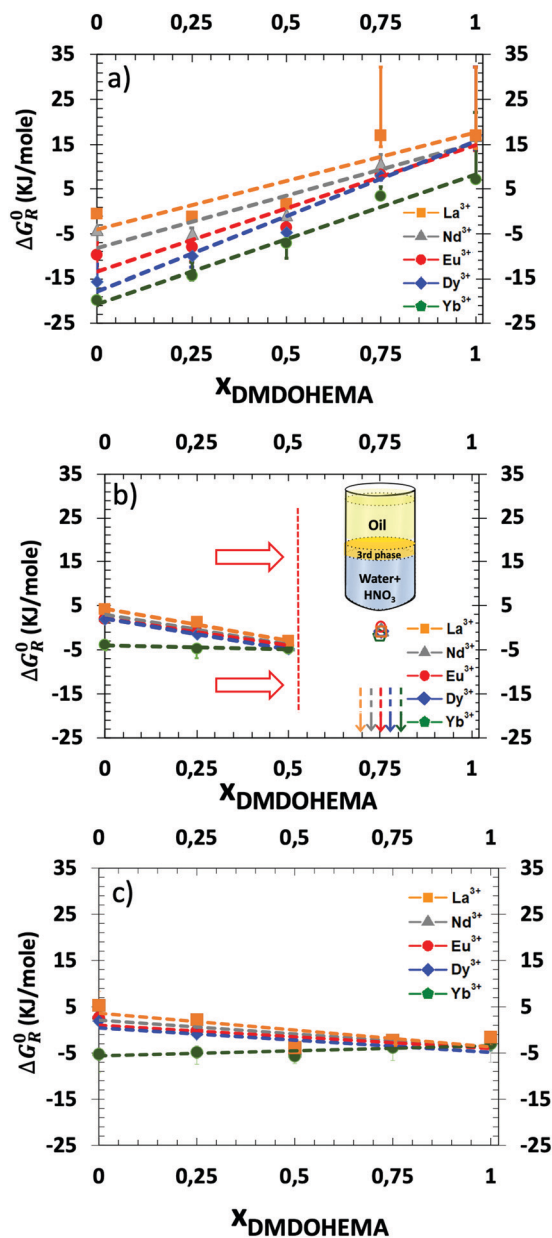 0 0,25 0,5 0,75 1
a)
35 35
25 25
15 15
5 5
-5 -5
-15 -15
-25 -25
ΔG_R^0 (KJ/mole)
La3+
Nd3+
Eu3+
Dy3+
Yb3+
0 0,25 0,5 0,75 1
xDMDOHEMA
0 0,25 0,5 0,75 1
b)
35 35
25 25
15 15
5 5
-5 -5
-15 -15
-25 -25
ΔG_R^0 (KJ/mole)
Oil
3rd phase
Water+
HNO3
La3+
Nd3+
Eu3+
Dy3+
Yb3+
0 0,25 0,5 0,75 1
xDMDOHEMA
0 0,25 0,5 0,75 1
c)
35 35
25 25
15 15
5 5
-5 -5
-15 -15
-25 -25
ΔG_R^0 (KJ/mole)
La3+
Nd3+
Eu3+
Dy3+
Yb3+
0 0,25 0,5 0,75 1
xDMDOHEMA